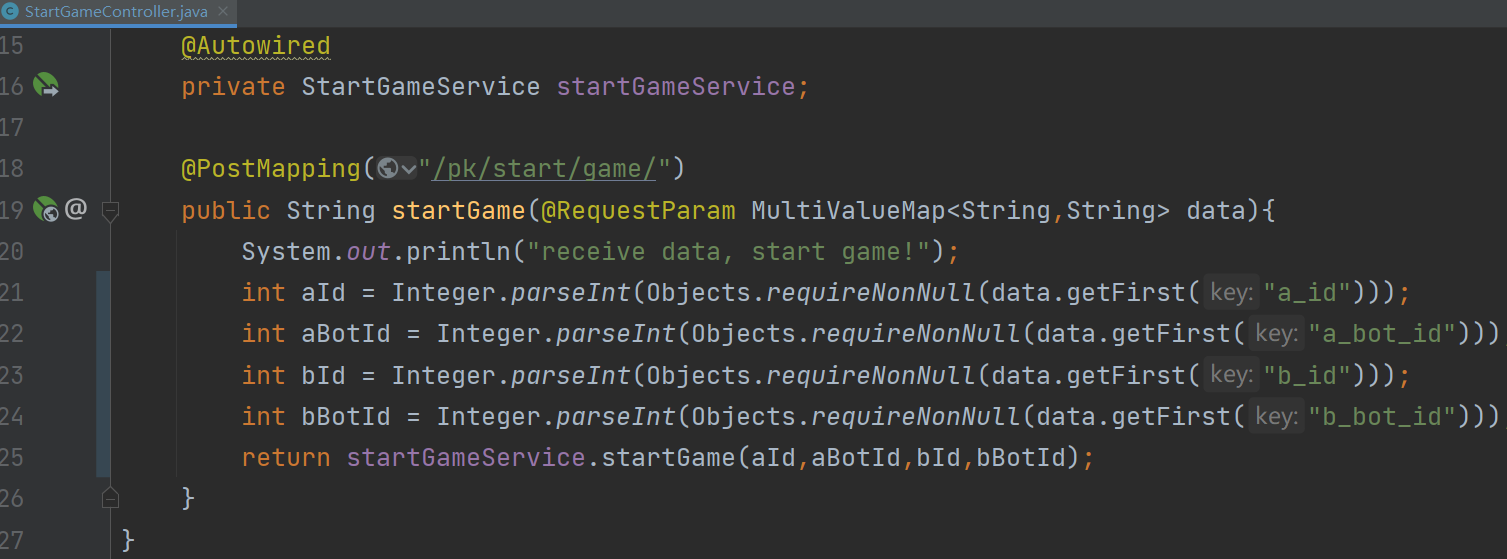 StartGameController.java
15 @Autowired
16 private StartGameService startGameService;
17
18 @PostMapping("/pk/start/game/")
19 @ public String startGame(@RequestParam MultiValueMap<String,String> data){
20 System.out.println("receive data, start game!");
21 int aId = Integer.parseInt(Objects.requireNonNull(data.getFirst( key: "a_id")));
22 int aBotId = Integer.parseInt(Objects.requireNonNull(data.getFirst( key: "a_bot_id")))
23 int bId = Integer.parseInt(Objects.requireNonNull(data.getFirst( key: "b_id")));
24 int bBotId = Integer.parseInt(Objects.requireNonNull(data.getFirst( key: "b_bot_id")))
25 return startGameService.startGame(aId,aBotId,bId,bBotId);
26 }
27 }